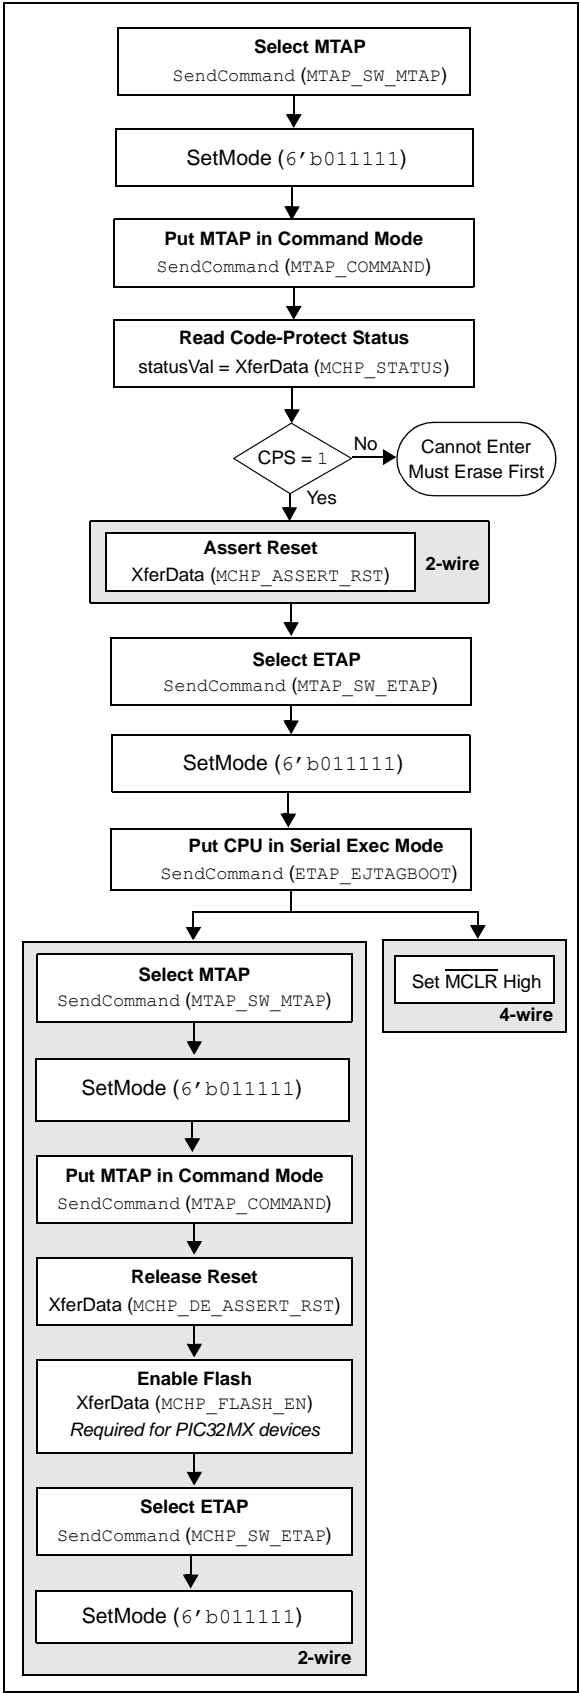 Select MTAP
SendCommand (MTAP_SW_MTAP)
SetMode (6′b011111)
Put MTAP in Command Mode
SendCommand (MTAP_COMMAND)
Read Code-Protect Status
statusVal = XferData (MCHP_STATUS)
CPS = 1
No
Cannot Enter
Must Erase First
Yes
Assert Reset
XferData (MCHP_ASSERT_RST)
2-wire
Select ETAP
SendCommand (MTAP_SW_ETAP)
SetMode (6′b011111)
Put CPU in Serial Exec Mode
SendCommand (ETAP_EJTAGBOOT)
Select MTAP
SendCommand (MTAP_SW_MTAP)
SetMode (6′b011111)
Put MTAP in Command Mode
SendCommand (MTAP_COMMAND)
Release Reset
XferData (MCHP_DE_ASSERT_RST)
Enable Flash
XferData (MCHP_FLASH_EN)
Required for PIC32MX devices
Select ETAP
SendCommand (MCHP_SW_ETAP)
SetMode (6′b011111)
2-wire
Set M̅C̅L̅R̅ High
4-wire